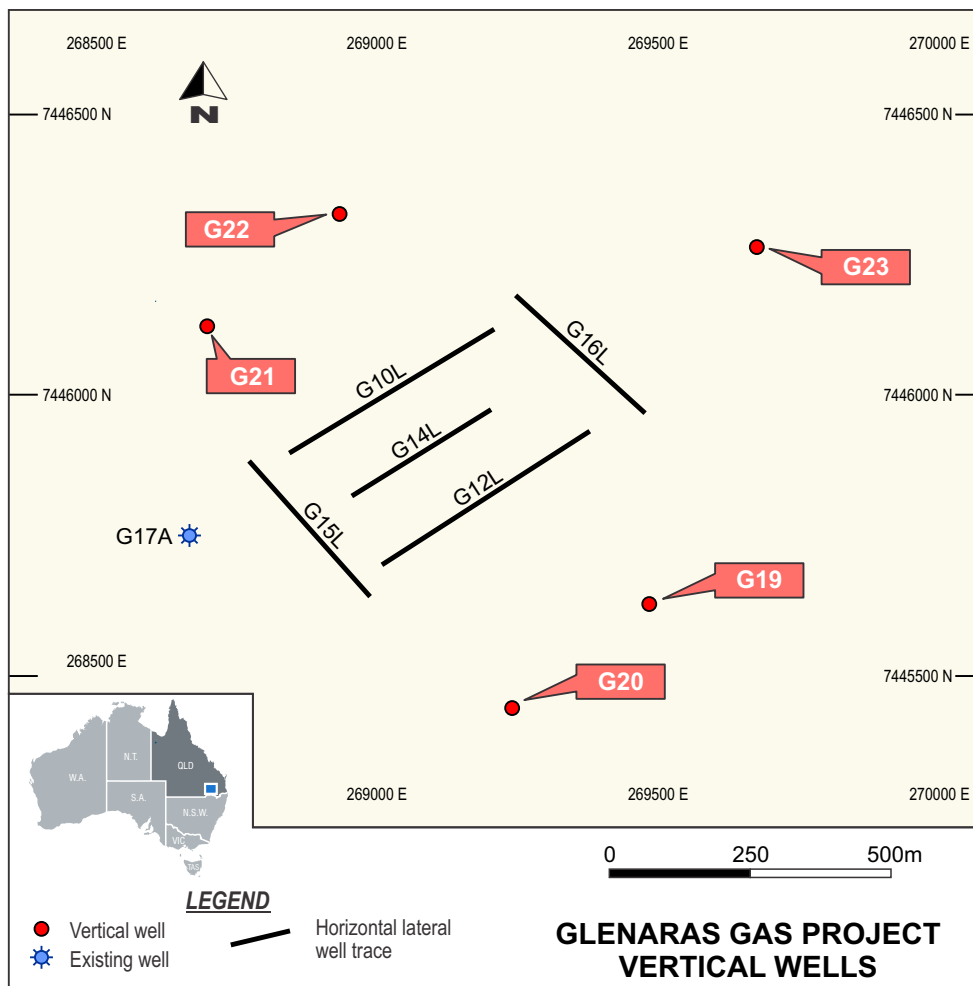 268500 E 269000 E 269500 E 270000 E
N
7446500 N 7446500 N
G22
G23
G21
G16L
G10L
7446000 N 7446000 N
G14L
G12L
G15L
G17A
G19
268500 E
G20
7445500 N
269000 E 269500 E 270000 E
W.A.
N.T.
QLD
S.A.
N.S.W.
VIC
TAS
0 250 500m
LEGEND
Vertical well
Existing well
Horizontal lateral
well trace
GLENARAS GAS PROJECT
VERTICAL WELLS